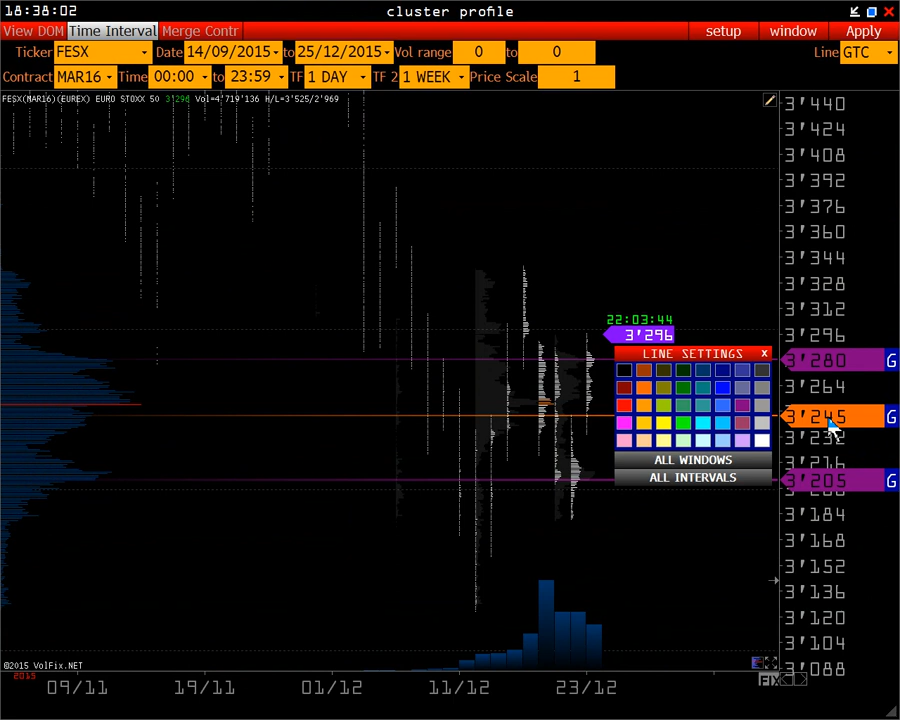 18:38:02 cluster profile
View DOM Time Interval Merge Contr setup window Apply
Ticker FESX Date 14/09/2015 to 25/12/2015 Vol range 0 to 0 Line GTC
Contract MAR16 Time 00:00 to 23:59 TF 1 DAY TF 2 1 WEEK Price Scale 1
FESX(MAR16)(EUREX) EURO STOXX 50 3'296 Vol=4'719'136 H/L=3'525/2'969
3'440
3'424
3'408
3'392
3'376
3'360
3'344
3'328
3'312
22:03:44
3'296
3'296
LINE SETTINGS x
3'280 G
3'264
3'245 G
ALL WINDOWS
3'216
ALL INTERVALS
3'205 G
3'184
3'168
3'152
3'136
3'120
3'104
3'088
©2015 VolFix.NET
FIX
2015
09/11 19/11 01/12 11/12 23/12